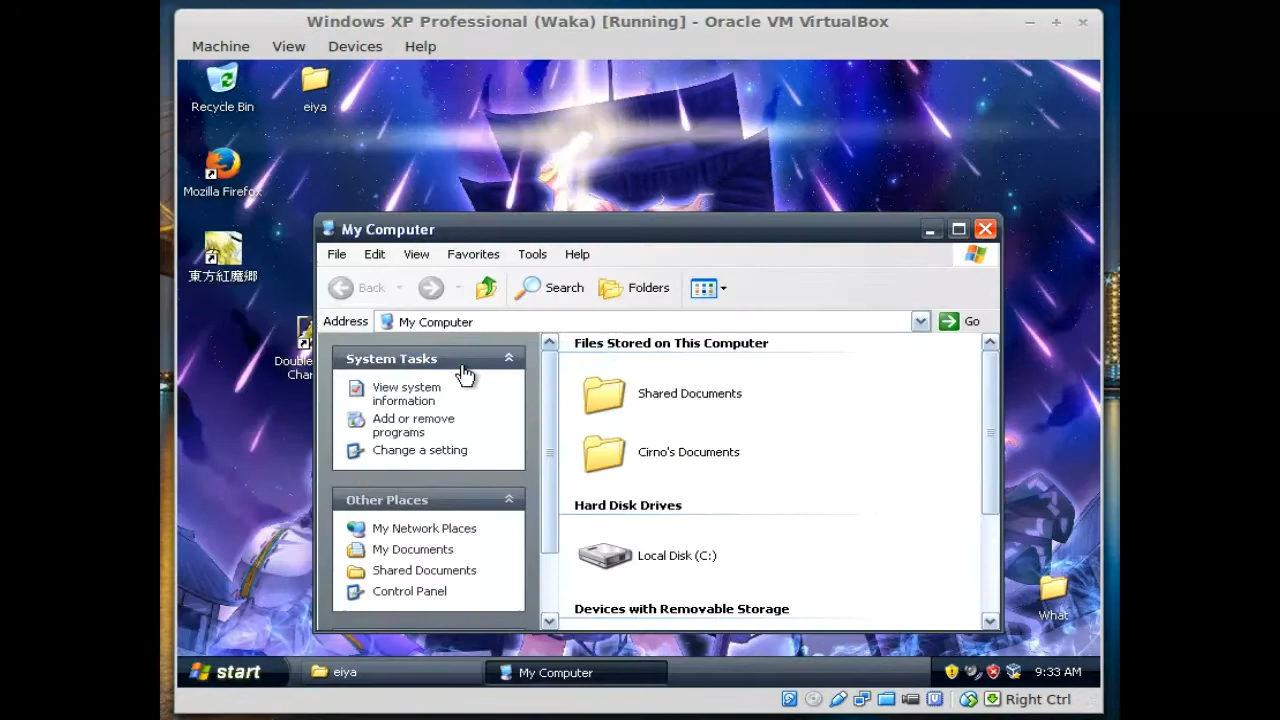 Windows XP Professional (Waka) [Running] - Oracle VM VirtualBox
Machine View Devices Help
Recycle Bin
eiya
Mozilla Firefox
東方紅魔郷
Double
Char
My Computer
File Edit View Favorites Tools Help
Back Search Folders
Address My Computer Go
System Tasks
View system
information
Add or remove
programs
Change a setting
Other Places
My Network Places
My Documents
Shared Documents
Control Panel
Files Stored on This Computer
Shared Documents
Cirno's Documents
Hard Disk Drives
Local Disk (C:)
Devices with Removable Storage
What
start eiya My Computer 9:33 AM
Right Ctrl